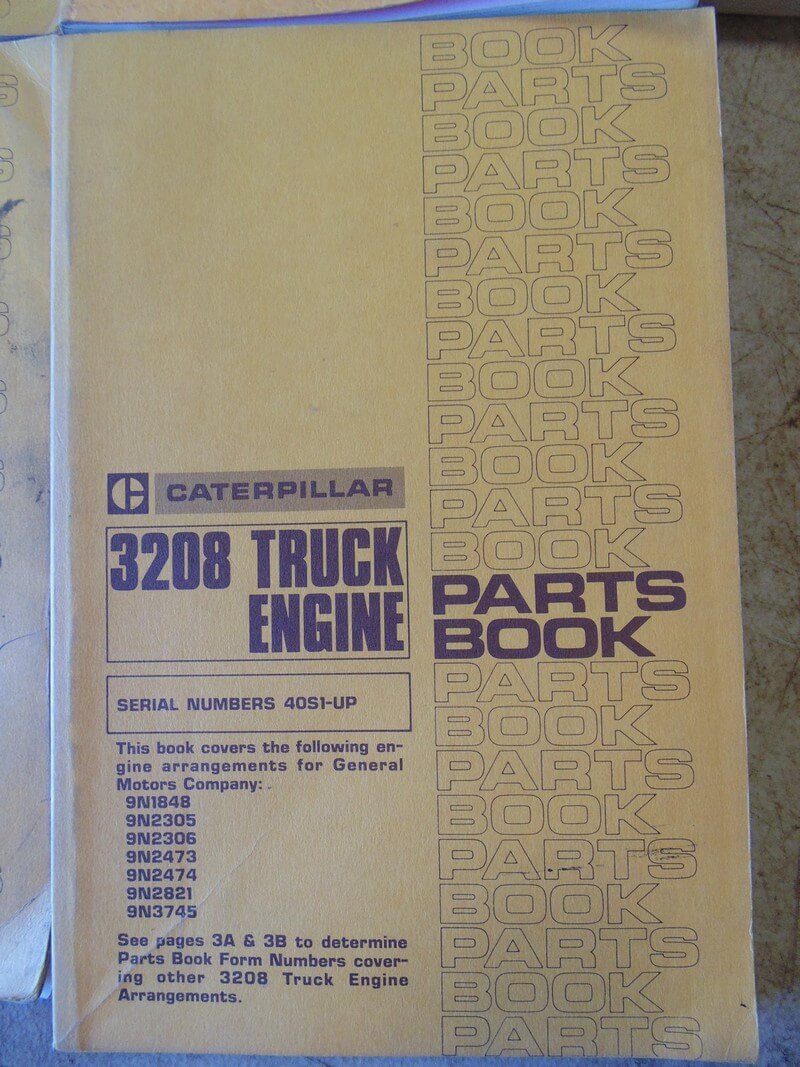 BOOK
PARTS
BOOK
PARTS
BOOK
PARTS
BOOK
PARTS
BOOK
PARTS
BOOK
PARTS
BOOK
PARTS
BOOK
PARTS
BOOK
PARTS
BOOK
PARTS
BOOK
PARTS
BOOK
PARTS
CATERPILLAR
3208 TRUCK
ENGINE
SERIAL NUMBERS 40S1-UP
This book covers the following en-
gine arrangements for General
Motors Company:
9N1848
9N2305
9N2306
9N2473
9N2474
9N2821
9N3745
See pages 3A & 3B to determine
Parts Book Form Numbers cover-
ing other 3208 Truck Engine
Arrangements.